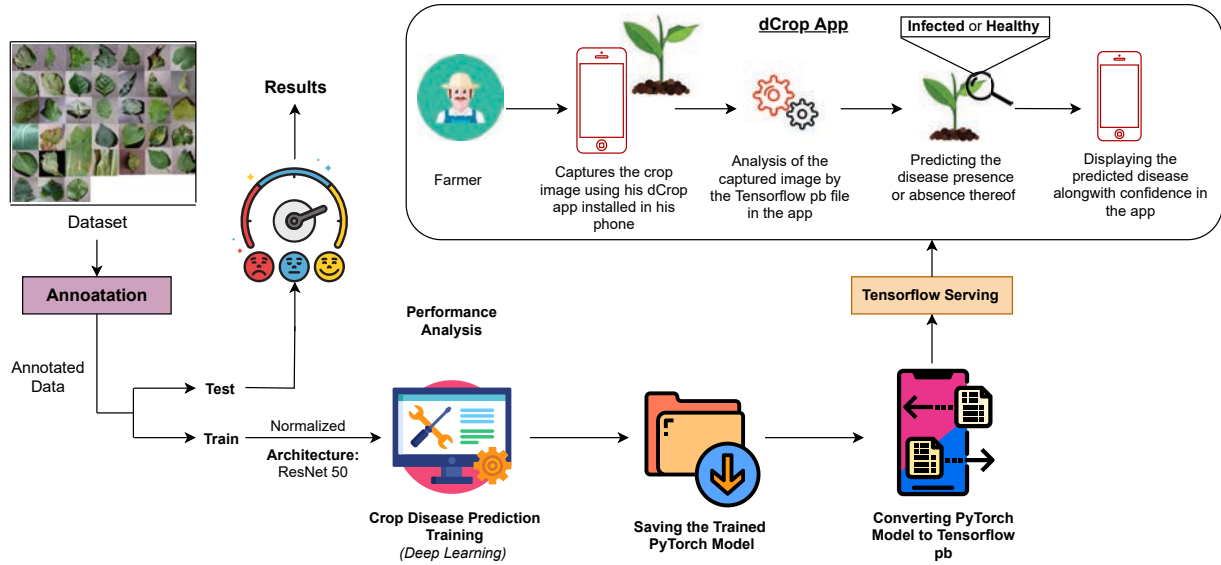 dCrop App
Infected or Healthy
Farmer
Captures the crop
image using his dCrop
app installed in his
phone
Analysis of the
captured image by
the Tensorflow pb file
in the app
Predicting the
disease presence
or absence thereof
Displaying the
predicted disease
alongwith confidence in
the app
Results
Dataset
Annoatation
Annotated
Data
Test
Train
Normalized
Architecture:
ResNet 50
Performance
Analysis
Tensorflow Serving
Crop Disease Prediction
Training
(Deep Learning)
Saving the Trained
PyTorch Model
Converting PyTorch
Model to Tensorflow
pb